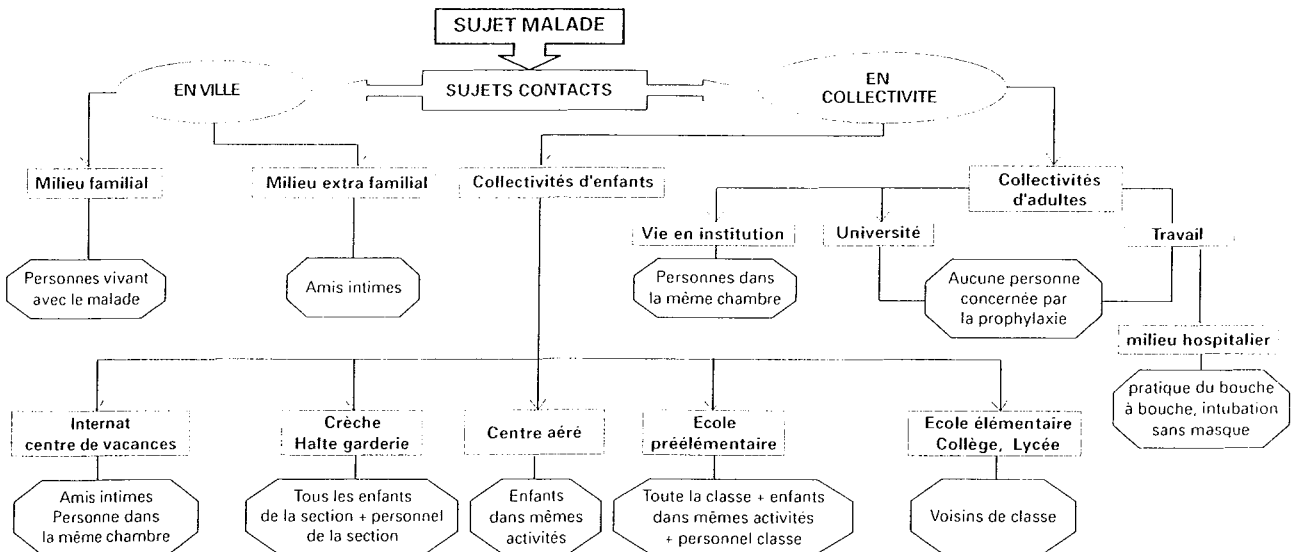 SUJET MALADE
SUJETS CONTACTS
EN VILLE
EN
COLLECTIVITE
Milieu familial
Milieu extra familial
Collectivités d'enfants
Collectivités
d'adultes
Vie en institution
Université
Travail
Personnes vivant
avec le malade
Amis intimes
Personnes dans
la même chambre
Aucune personne
concernée par
la prophylaxie
milieu hospitalier
pratique du bouche
à bouche, intubation
sans masque
Internat
centre de vacances
Crèche
Halte garderie
Centre aéré
Ecole
préélémentaire
Ecole élémentaire
Collège, Lycée
Amis intimes
Personne dans
la même chambre
Tous les enfants
de la section + personnel
de la section
Enfants
dans mêmes
activités
Toute la classe + enfants
dans mêmes activités
+ personnel classe
Voisins de classe